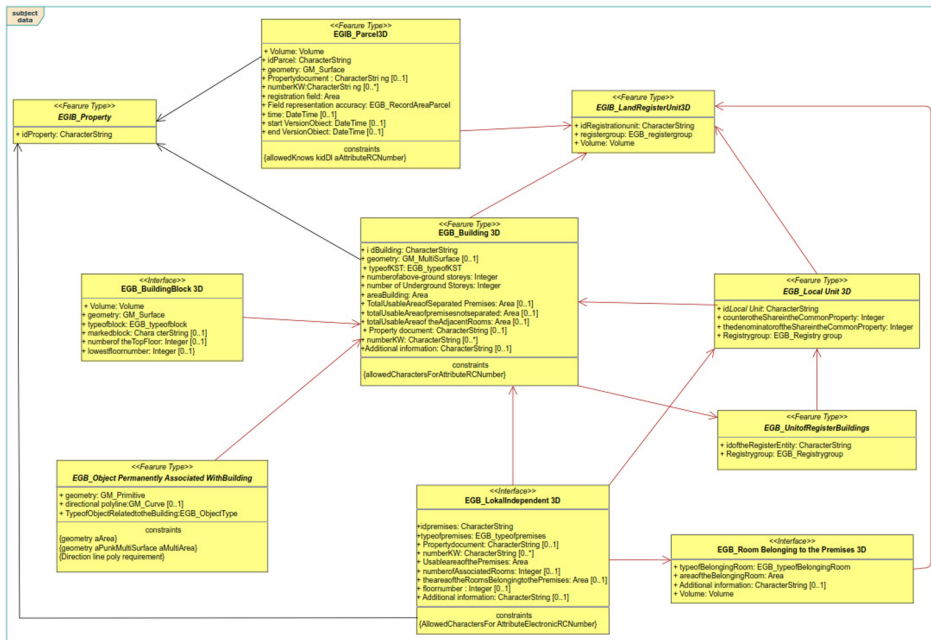 subject
data
<<Fearure Type>>
EGIB_Parcel3D
+ Volume: Volume
+ idParcel: CharacterString
+ geometry: GM_Surface
+ Propertydocument : CharacterStri ng [0..1]
+ numberKW:CharacterStri ng [0..*]
+ registration field: Area
+ Field representation accuracy: EGB_RecordAreaParcel
+ time: DateTime [0..1]
+ start VersionObiect: DateTime [0..1]
+ end VersionObiect: DateTime [0..1]
constraints
{allowedKnows kidDl aAttributeRCNumber}
<<Feature Type>>
EGIB_Property
+ idProperty: CharacterString
<<Fearure Type>>
EGIB_LandRegisterUnit3D
+ idRegistrationunit: CharacterString
+ registergroup: EGB_registergroup
+ Volume: Volume
<<Fearure Type>>
EGB_Building 3D
+ i dBuilding: CharacterString
+ geometry: GM_MultiSurface [0..1]
+ typeofKST: EGB_typeofKST
+ numberofabove-ground storeys: Integer
+ number of Underground Storeys: Integer
+ areaBuilding: Area
+ TotalUsableAreaofSeparated Premises: Area [0..1]
+ totalUsableAreaofpremisesnotseparated: Area [0..1]
+ totalUsableAreaof theAdjacentRooms: Area [0..1]
+ Property document: CharacterString [0..1]
+ numberKW: CharacterString [0..*]
+Additional information: CharacterString [0..1]
constraints
{allowedCharactersForAttributeRCNumber}
<<Interface>>
EGB_BuildingBlock 3D
+ Volume: Volume
+ geometry: GM_Surface
+ typeofblock: EGB_typeofblock
+ markedblock: Chara cterString [0..1]
+ numberof theTopFloor: Integer [0..1]
+ lowestfloornumber: Integer [0..1}
<<Feature Type>>
EGB_Local Unit 3D
+ idLocal Unit: CharacterString
+ counterotheShareintheCommonProperty: Integer
+ thedenominatoroftheShareintheCommonProperty: Integer
+ Registrygroup: EGB_Registry group
<<Feature Type>>
EGB_UnitofRegisterBuildings
+ idoftheRegisterEntity: CharacterString
+ Registrygroup: EGB_Registrygroup
<<Feature Type>>
EGB_Object Permanently Associated WithBuilding
+ geometry: GM_Primitive
+ directional polyline:GM_Curve [0..1]
+ TypeofObjectRelatedtotheBuilding:EGB_ObjectType
constraints
{geometry aArea}
{geometry aPunkMultiSurface aMultiArea}
{Direction line poly requirement}
<<Interface>>
EGB_LokalIndependent 3D
+idpremises: CharacterString
+typeofpremises: EGB_typeofpremises
+ Propertydocument: CharacterString [0..1]
+ numberKW: CharacterString [0..*]
+ UsableareaofthePremises: Area
+ numberofAssociatedRooms: Integer [0..1]
+ theareaoftheRoomsBelongingtothePremises: Area [0..1]
+ floornumber : Integer [0..1]
+ Additional information: CharacterString [0..1]
constraints
{AllowedCharactersFor AttributeElectronicRCNumber}
<<Interface>>
EGB_Room Belonging to the Premises 3D
+ typeofBelongingRoom: EGB_typeofBelongingRoom
+ areaoftheBelongingRoom: Area
+ Additional information: CharacterString [0..1]
+ Volume: Volume